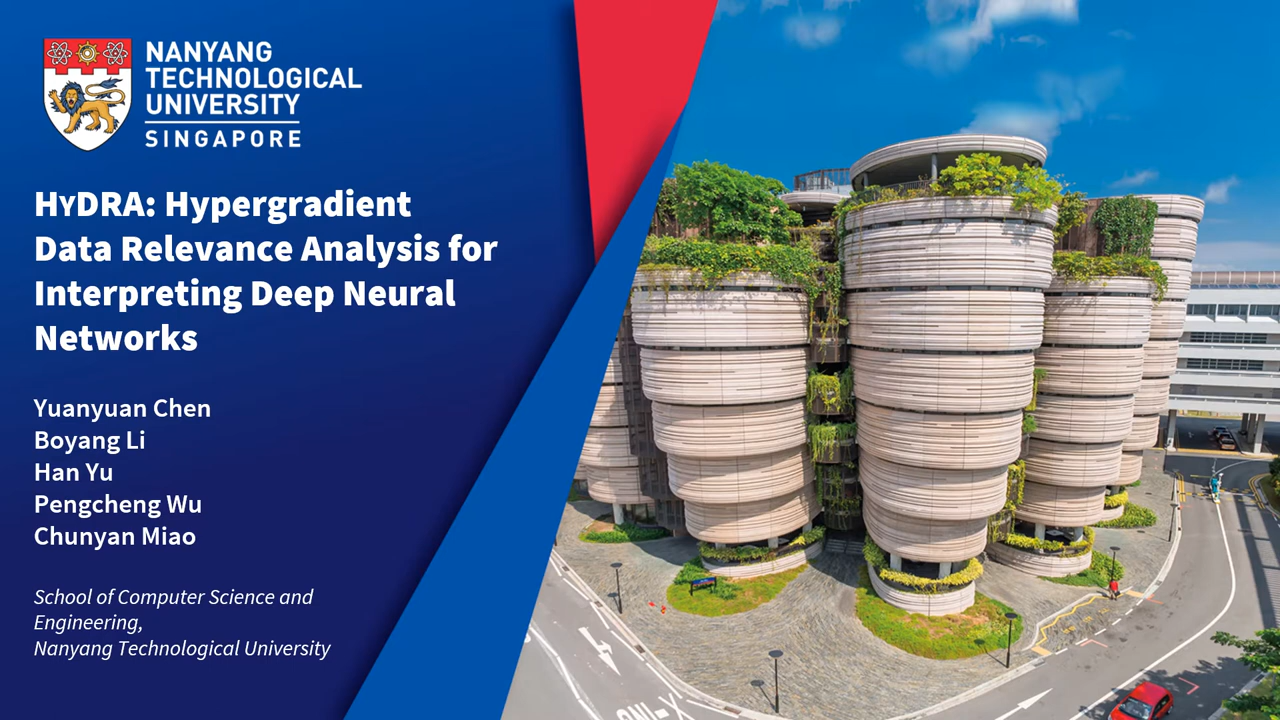 NANYANG
TECHNOLOGICAL
UNIVERSITY
SINGAPORE
HYDRA: Hypergradient
Data Relevance Analysis for
Interpreting Deep Neural
Networks
Yuanyuan Chen
Boyang Li
Han Yu
Pengcheng Wu
Chunyan Miao
School of Computer Science and
Engineering,
Nanyang Technological University